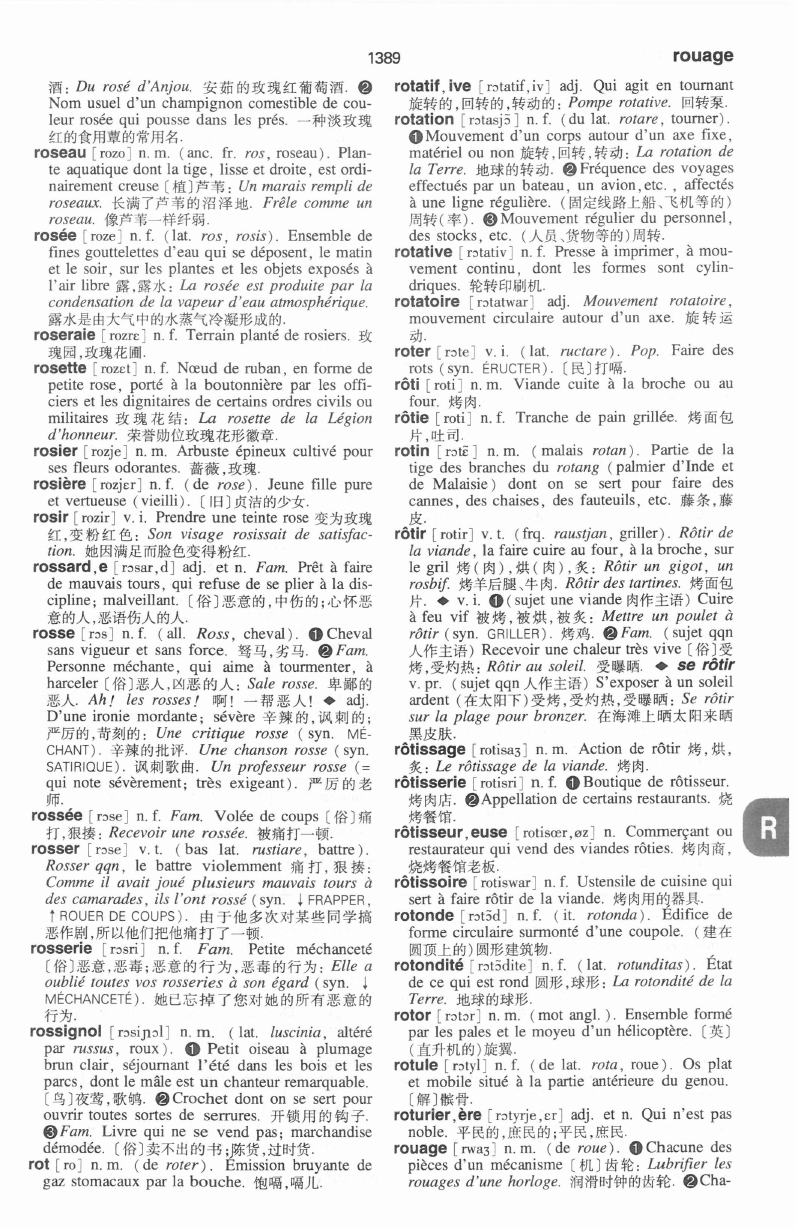 1389
rouage
酒: Du rosé d'Anjou. 安茹的玫瑰红葡萄酒. ❷
Nom usuel d'un champignon comestible de cou-
leur rosée qui pousse dans les prés. 一种淡玫瑰
红的食用蕈的常用名.
roseau [rozo] n. m. (anc. fr. ros, roseau). Plan-
te aquatique dont la tige, lisse et droite, est ordi-
nairement creuse [植]芦苇: Un marais rempli de
roseaux. 长满了芦苇的沼泽地. Frêle comme un
roseau. 像芦苇一样纤弱.
rosée [roze] n. f. (lat. ros, rosis). Ensemble de
fines gouttelettes d'eau qui se déposent, le matin
et le soir, sur les plantes et les objets exposés à
l'air libre 露,露水: La rosée est produite par la
condensation de la vapeur d'eau atmosphérique.
露水是由大气中的水蒸气冷凝形成的.
roseraie [rozrɛ] n. f. Terrain planté de rosiers. 玫
瑰园,玫瑰花圃.
rosette [rozɛt] n. f. Nœud de ruban, en forme de
petite rose, porté à la boutonnière par les offi-
ciers et les dignitaires de certains ordres civils ou
militaires 玫瑰花结: La rosette de la Légion
d'honneur. 荣誉勋位玫瑰花形徽章.
rosier [rozje] n. m. Arbuste épineux cultivé pour
ses fleurs odorantes. 蔷薇,玫瑰.
rosière [rozjɛr] n. f. (de rose). Jeune fille pure
et vertueuse (vieilli). [旧]贞洁的少女.
rosir [rozir] v. i. Prendre une teinte rose 变为玫瑰
红,变粉红色: Son visage rosissait de satisfac-
tion. 她因满足而脸色变得粉红.
rossard,e [rɔsar,d] adj. et n. Fam. Prêt à faire
de mauvais tours, qui refuse de se plier à la dis-
cipline; malveillant. [俗]恶意的,中伤的;心怀恶
意的人,恶语伤人的人.
rosse [rɔs] n. f. (all. Ross, cheval). ❶ Cheval
sans vigueur et sans force. 驽马,劣马. ❷ Fam.
Personne méchante, qui aime à tourmenter, à
harceler [俗]恶人,凶恶的人: Sale rosse. 卑鄙的
恶人. Ah! les rosses! 啊! 一帮恶人! ◆ adj.
D'une ironie mordante; sévère 辛辣的,讽刺的;
严厉的,苛刻的: Une critique rosse (syn. MÉ-
CHANT). 辛辣的批评. Une chanson rosse (syn.
SATIRIQUE). 讽刺歌曲. Un professeur rosse (=
qui note sévèrement; très exigeant). 严厉的老
师.
rossée [rɔse] n. f. Fam. Volée de coups [俗]痛
打,狠揍: Recevoir une rossée. 被痛打一顿.
rosser [rɔse] v. t. (bas lat. rustiare, battre).
Rosser qqn, le battre violemment 痛打,狠揍:
Comme il avait joué plusieurs mauvais tours à
des camarades, ils l'ont rossé (syn. ↓FRAPPER,
↑ROUER DE COUPS). 由于他多次对某些同学搞
恶作剧,所以他们把他痛打了一顿.
rosserie [rɔsri] n. f. Fam. Petite méchanceté
[俗]恶意,恶毒;恶意的行为,恶毒的行为: Elle a
oublié toutes vos rosseries à son égard (syn. ↓
MÉCHANCETÉ). 她已忘掉了您对她的所有恶意的
行为.
rossignol [rɔsiɲɔl] n. m. (lat. luscinia, altéré
par russus, roux). ❶ Petit oiseau à plumage
brun clair, séjournant l'été dans les bois et les
parcs, dont le mâle est un chanteur remarquable.
[鸟]夜莺,歌鸲. ❷ Crochet dont on se sert pour
ouvrir toutes sortes de serrures. 开锁用的钩子.
❸ Fam. Livre qui ne se vend pas; marchandise
démodée. [俗]卖不出的书;陈货,过时货.
rot [ro] n. m. (de roter). Émission bruyante de
gaz stomacaux par la bouche. 饱嗝,嗝儿.
rotatif,ive [rɔtatif,iv] adj. Qui agit en tournant
旋转的,回转的,转动的: Pompe rotative. 回转泵.
rotation [rɔtasjɔ̃] n. f. (du lat. rotare, tourner).
❶ Mouvement d'un corps autour d'un axe fixe,
matériel ou non 旋转,回转,转动: La rotation de
la Terre. 地球的转动. ❷ Fréquence des voyages
effectués par un bateau, un avion,etc., affectés
à une ligne régulière. (固定线路上船、飞机等的)
周转(率). ❸ Mouvement régulier du personnel,
des stocks, etc. (人员、货物等的)周转.
rotative [rɔtativ] n. f. Presse à imprimer, à mou-
vement continu, dont les formes sont cylin-
driques. 轮转印刷机.
rotatoire [rɔtatwar] adj. Mouvement rotatoire,
mouvement circulaire autour d'un axe. 旋转运
动.
roter [rɔte] v. i. (lat. ructare). Pop. Faire des
rots (syn. ÉRUCTER). [民]打嗝.
rôti [roti] n. m. Viande cuite à la broche ou au
four. 烤肉.
rôtie [roti] n. f. Tranche de pain grillée. 烤面包
片,吐司.
rotin [rɔtɛ̃] n. m. (malais rotan). Partie de la
tige des branches du rotang (palmier d'Inde et
de Malaisie) dont on se sert pour faire des
cannes, des chaises, des fauteuils, etc. 藤条,藤
皮.
rôtir [rotir] v. t. (frq. raustjan, griller). Rôtir de
la viande, la faire cuire au four, à la broche, sur
le gril 烤(肉),烘(肉),炙: Rôtir un gigot, un
rosbif. 烤羊后腿、牛肉. Rôtir des tartines. 烤面包
片. ◆ v. i. ❶ (sujet une viande 肉作主语) Cuire
à feu vif 被烤,被烘,被炙: Mettre un poulet à
rôtir (syn. GRILLER). 烤鸡. ❷ Fam. (sujet qqn
人作主语) Recevoir une chaleur très vive [俗]受
烤,受灼热: Rôtir au soleil. 受曝晒. ◆ se rôtir
v. pr. (sujet qqn 人作主语) S'exposer à un soleil
ardent (在太阳下)受烤,受灼热,受曝晒: Se rôtir
sur la plage pour bronzer. 在海滩上晒太阳来晒
黑皮肤.
rôtissage [rotisaʒ] n. m. Action de rôtir 烤,烘,
炙: Le rôtissage de la viande. 烤肉.
rôtisserie [rotisri] n. f. ❶ Boutique de rôtisseur.
烤肉店. ❷ Appellation de certains restaurants. 烧
烤餐馆.
rôtisseur,euse [rotisœr,øz] n. Commerçant ou
restaurateur qui vend des viandes rôties. 烤肉商,
烧烤餐馆老板.
rôtissoire [rotiswar] n. f. Ustensile de cuisine qui
sert à faire rôtir de la viande. 烤肉用的器具.
rotonde [rɔtɔ̃d] n. f. (it. rotonda). Édifice de
forme circulaire surmonté d'une coupole. (建在
圆顶上的)圆形建筑物.
rotondité [rɔtɔ̃dite] n. f. (lat. rotunditas). État
de ce qui est rond 圆形,球形: La rotondité de la
Terre. 地球的球形.
rotor [rɔtɔr] n. m. (mot angl.). Ensemble formé
par les pales et le moyeu d'un hélicoptère. [英]
(直升机的)旋翼.
rotule [rɔtyl] n. f. (de lat. rota, roue). Os plat
et mobile situé à la partie antérieure du genou.
[解]髌骨.
roturier,ère [rɔtyrje,ɛr] adj. et n. Qui n'est pas
noble. 平民的,庶民的;平民,庶民.
rouage [rwaʒ] n. m. (de roue). ❶ Chacune des
pièces d'un mécanisme [机]齿轮: Lubrifier les
rouages d'une horloge. 润滑时钟的齿轮. ❷ Cha-
R